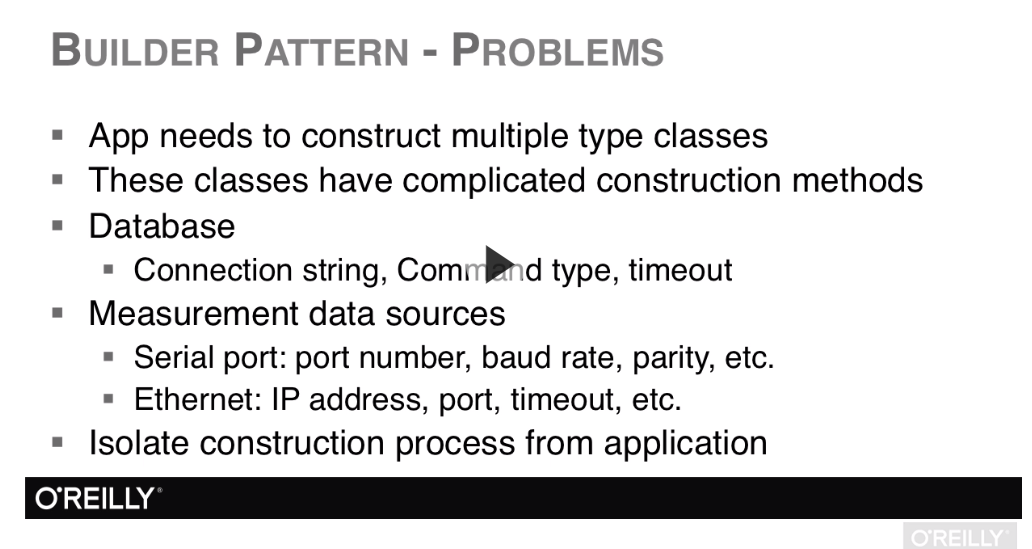 BUILDER PATTERN - PROBLEMS
▪ App needs to construct multiple type classes
▪ These classes have complicated construction methods
▪ Database
▪ Connection string, Command type, timeout
▪ Measurement data sources
▪ Serial port: port number, baud rate, parity, etc.
▪ Ethernet: IP address, port, timeout, etc.
▪ Isolate construction process from application
O'REILLY®
O'REILLY®